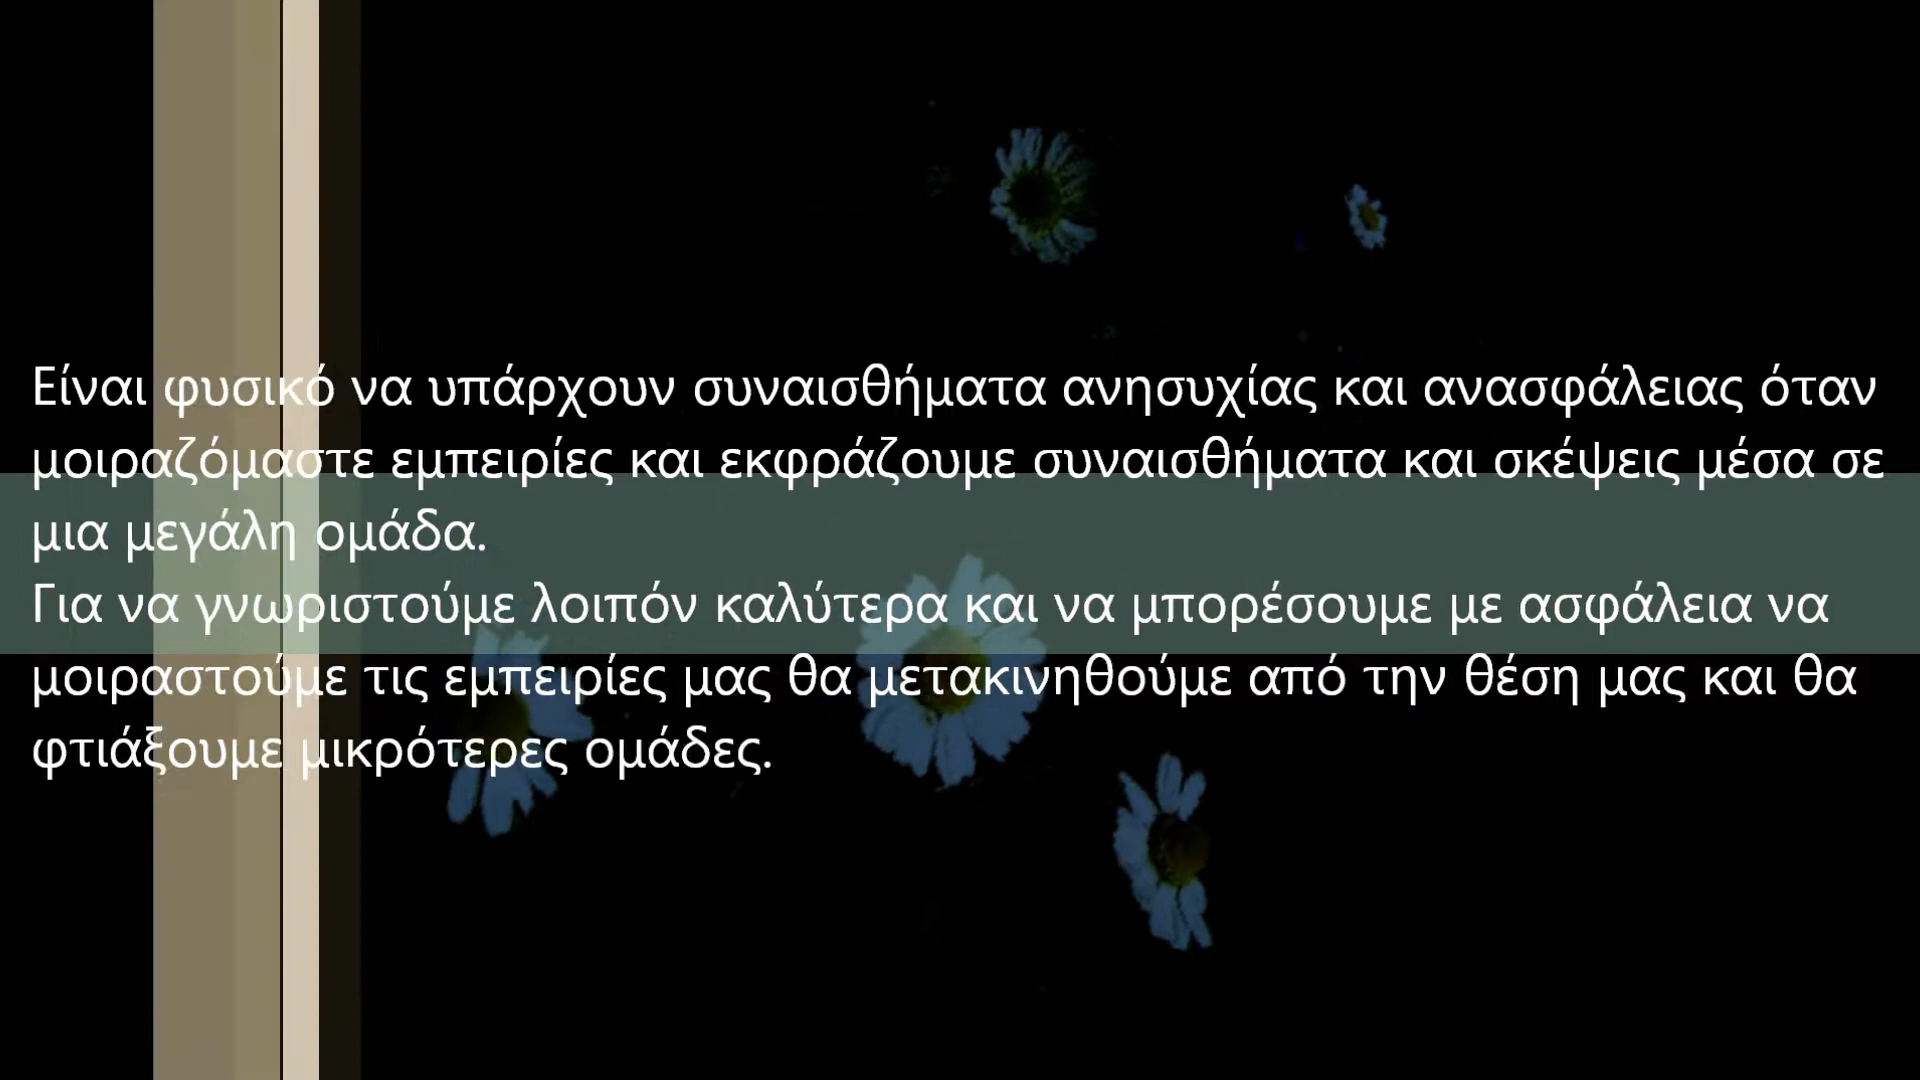 Είναι φυσικό να υπάρχουν συναισθήματα ανησυχίας και ανασφάλειας όταν
μοιραζόμαστε εμπειρίες και εκφράζουμε συναισθήματα και σκέψεις μέσα σε
μια μεγάλη ομάδα.
Για να γνωριστούμε λοιπόν καλύτερα και να μπορέσουμε με ασφάλεια να
μοιραστούμε τις εμπειρίες μας θα μετακινηθούμε από την θέση μας και θα
φτιάξουμε μικρότερες ομάδες.